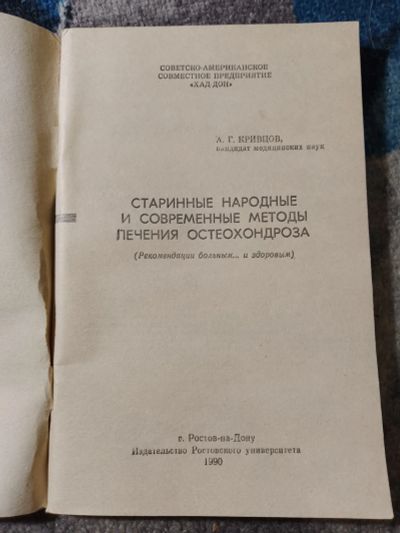 СОВЕТСКО-АМЕРИКАНСКОЕ
СОВМЕСТНОЕ ПРЕДПРИЯТИЕ
«ХАД ДОН»
А. Г. КРИВЦОВ,
кандидат медицинских наук
СТАРИННЫЕ НАРОДНЫЕ
И СОВРЕМЕННЫЕ МЕТОДЫ
ЛЕЧЕНИЯ ОСТЕОХОНДРОЗА
(Рекомендации больным... и здоровым)
г. Ростов-на-Дону
Издательство Ростовского университета
1990